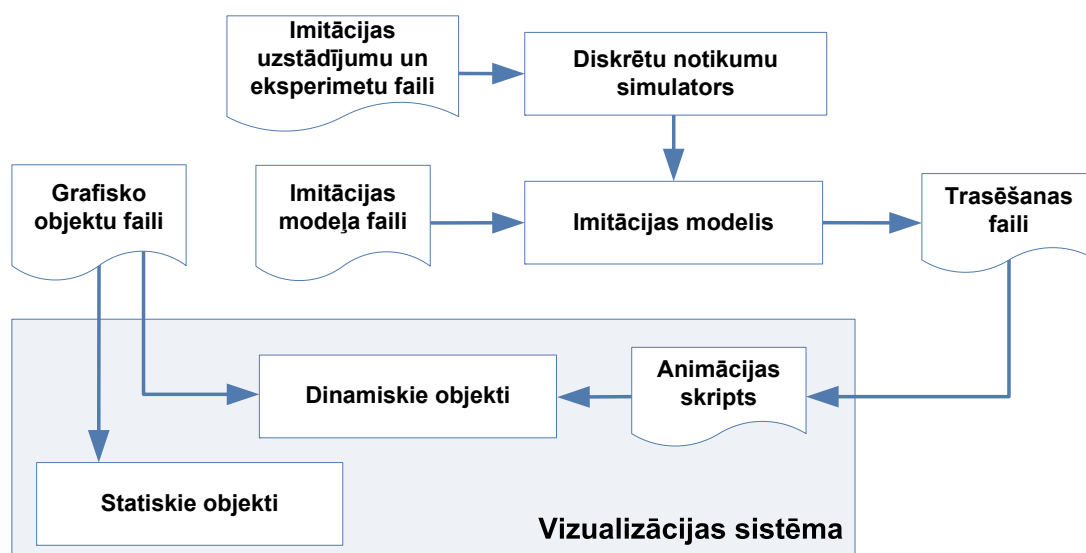 Imitācijas
uzstādījumu un
eksperimetu faili
Diskrētu notikumu
simulators
Grafisko
objektu faili
Imitācijas
modeļa faili
Imitācijas modelis
Trasēšanas
faili
Dinamiskie objekti
Animācijas
skripts
Statiskie objekti
Vizualizācijas sistēma